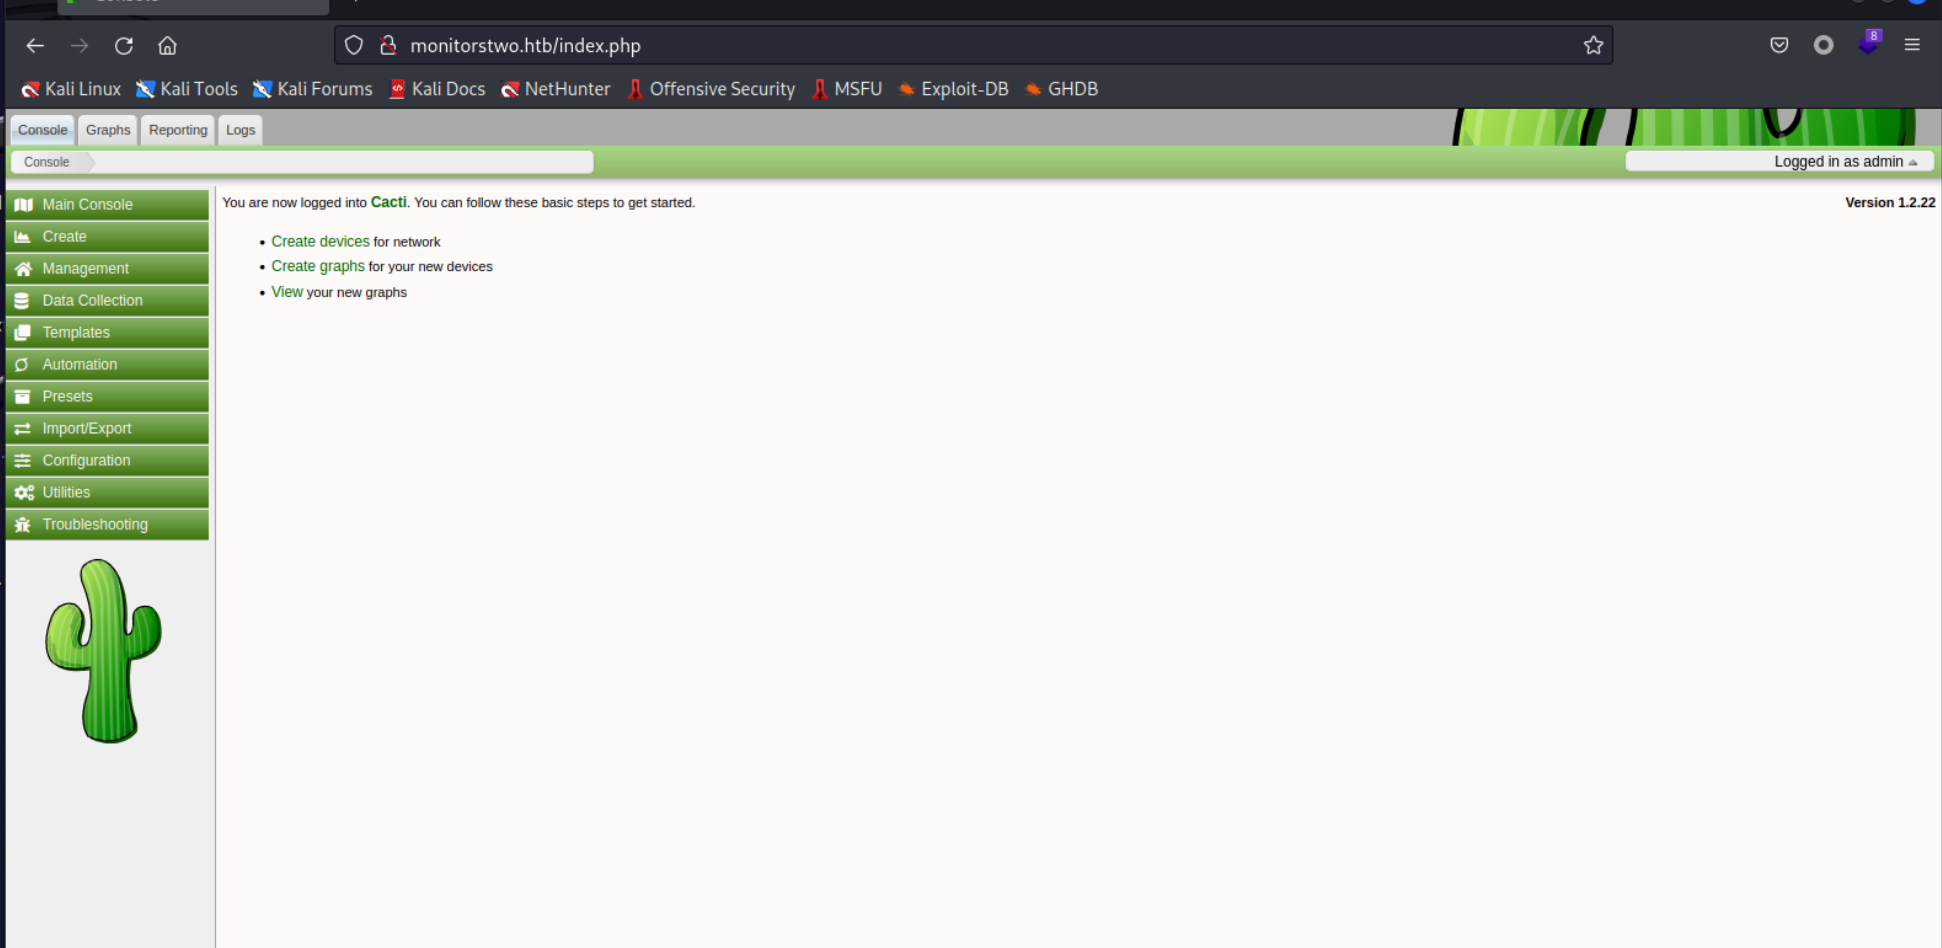 monitorstwo.htb/index.php
8
Kali Linux Kali Tools Kali Forums Kali Docs NetHunter Offensive Security MSFU Exploit-DB GHDB
Console Graphs Reporting Logs
Console
Logged in as admin
Main Console
Create
Management
Data Collection
Templates
Automation
Presets
Import/Export
Configuration
Utilities
Troubleshooting
You are now logged into Cacti. You can follow these basic steps to get started.
Version 1.2.22
• Create devices for network
• Create graphs for your new devices
• View your new graphs